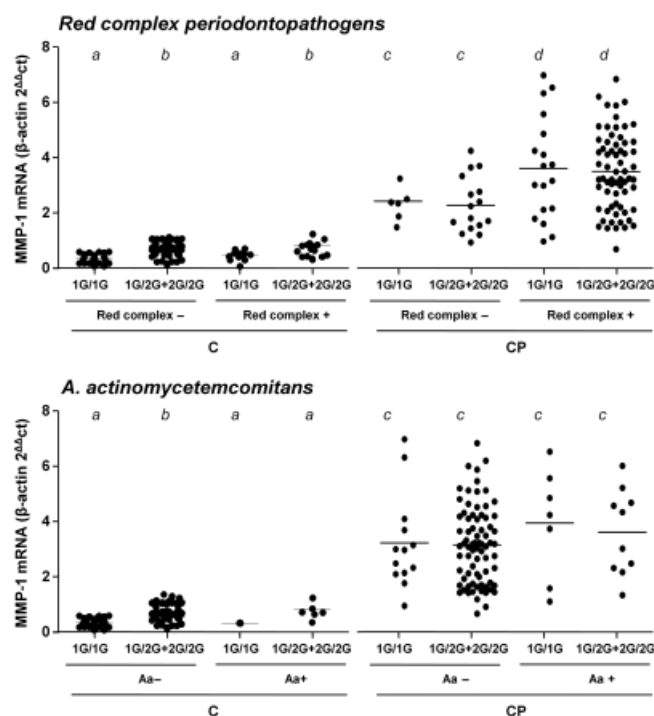 Red complex periodontopathogens
MMP-1 mRNA (β-actin 2ΔΔct)
8
6
4
2
0
a b a b c c d d
1G/1G 1G/2G+2G/2G 1G/1G 1G/2G+2G/2G 1G/1G 1G/2G+2G/2G 1G/1G 1G/2G+2G/2G
Red complex – Red complex + Red complex – Red complex +
C CP
A. actinomycetemcomitans
MMP-1 mRNA (β-actin 2ΔΔct)
8
6
4
2
0
a b a a c c c c
1G/1G 1G/2G+2G/2G 1G/1G 1G/2G+2G/2G 1G/1G 1G/2G+2G/2G 1G/1G 1G/2G+2G/2G
Aa– Aa+ Aa – Aa +
C CP